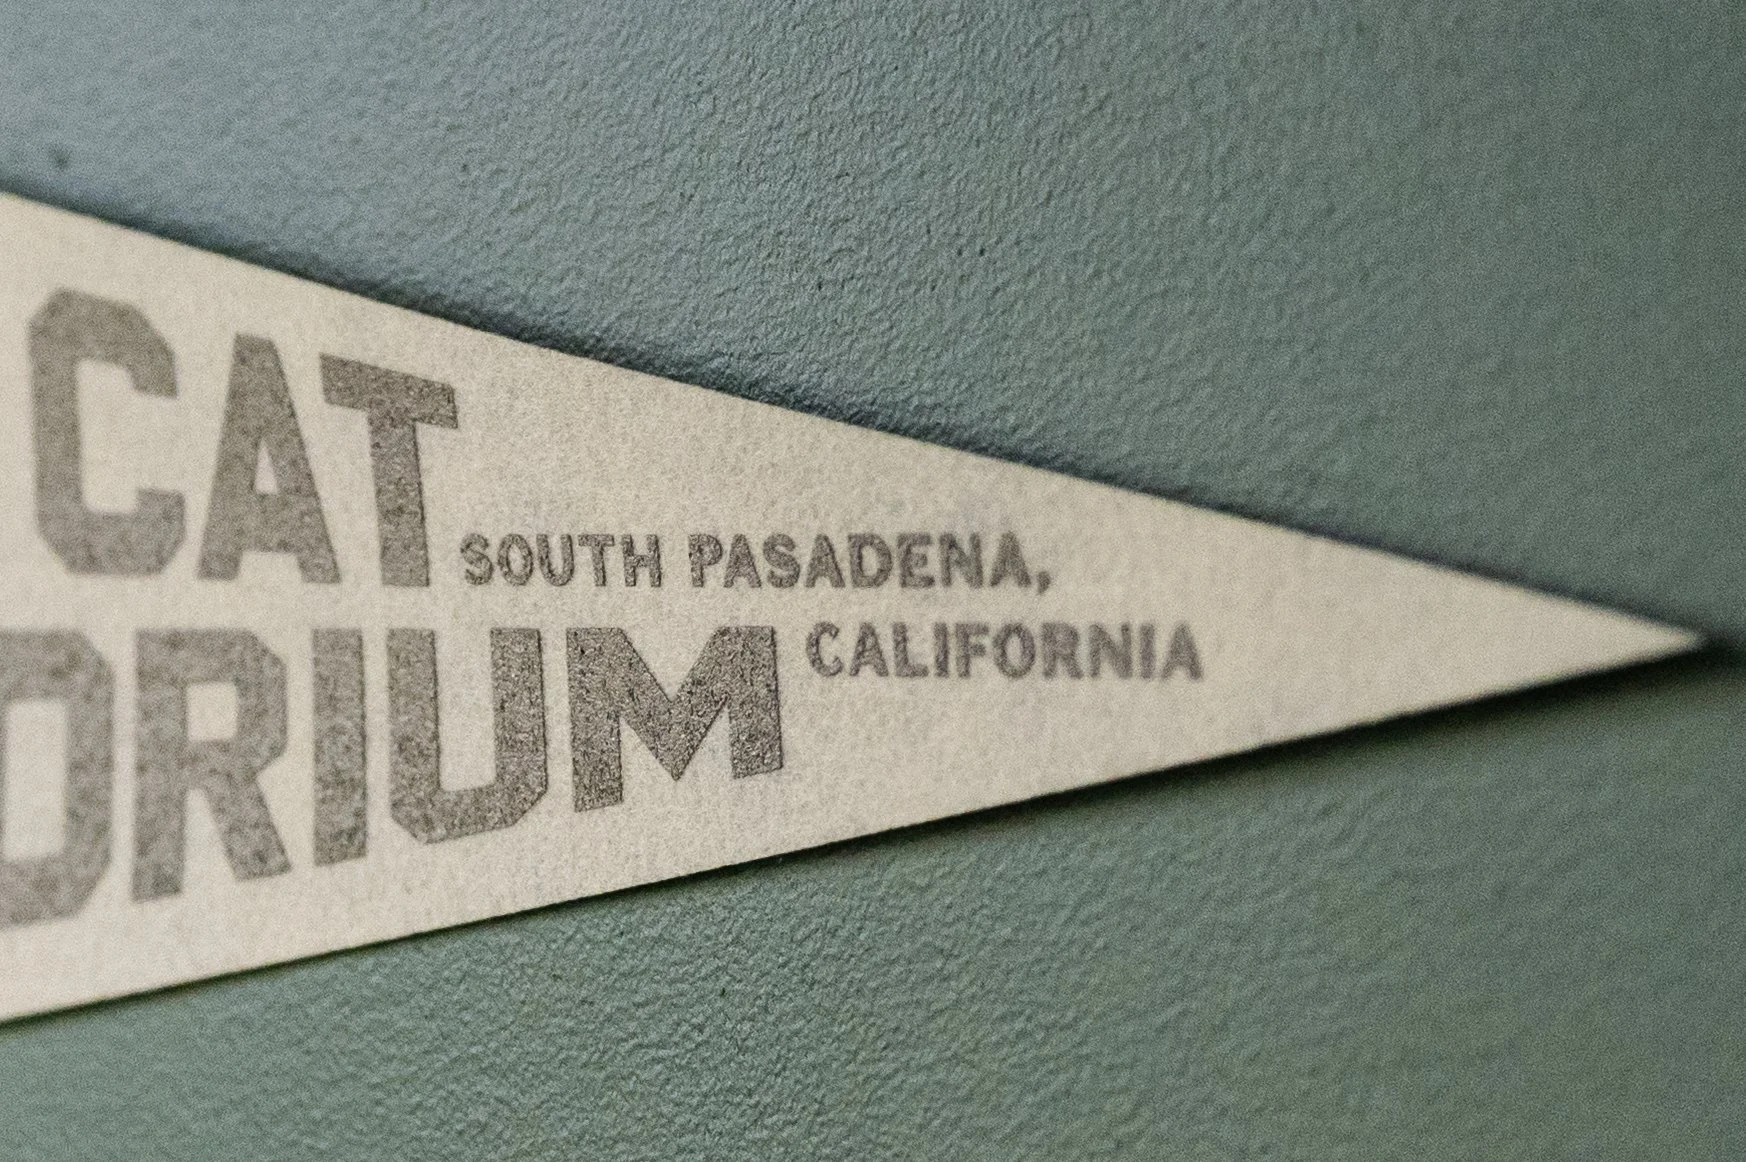 CAT
SOUTH PASADENA,
ORIUM
CALIFORNIA